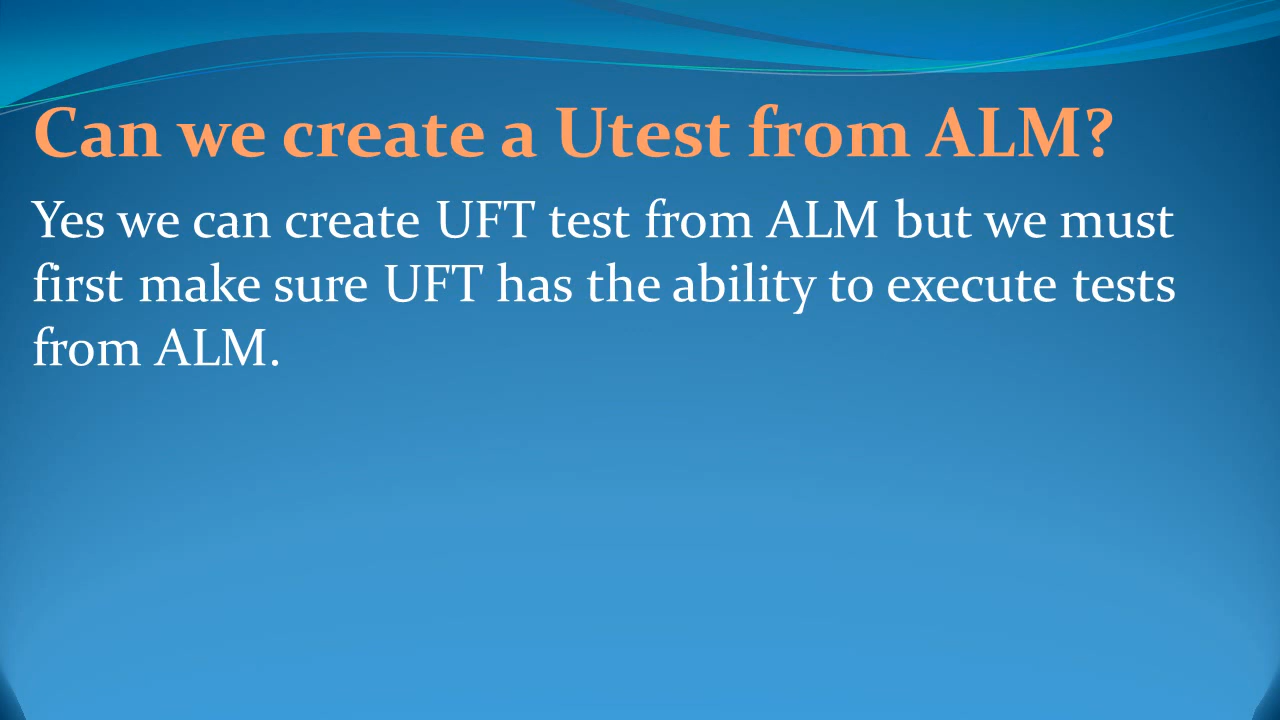 Can we create a Utest from ALM?
Yes we can create UFT test from ALM but we must
first make sure UFT has the ability to execute tests
from ALM.